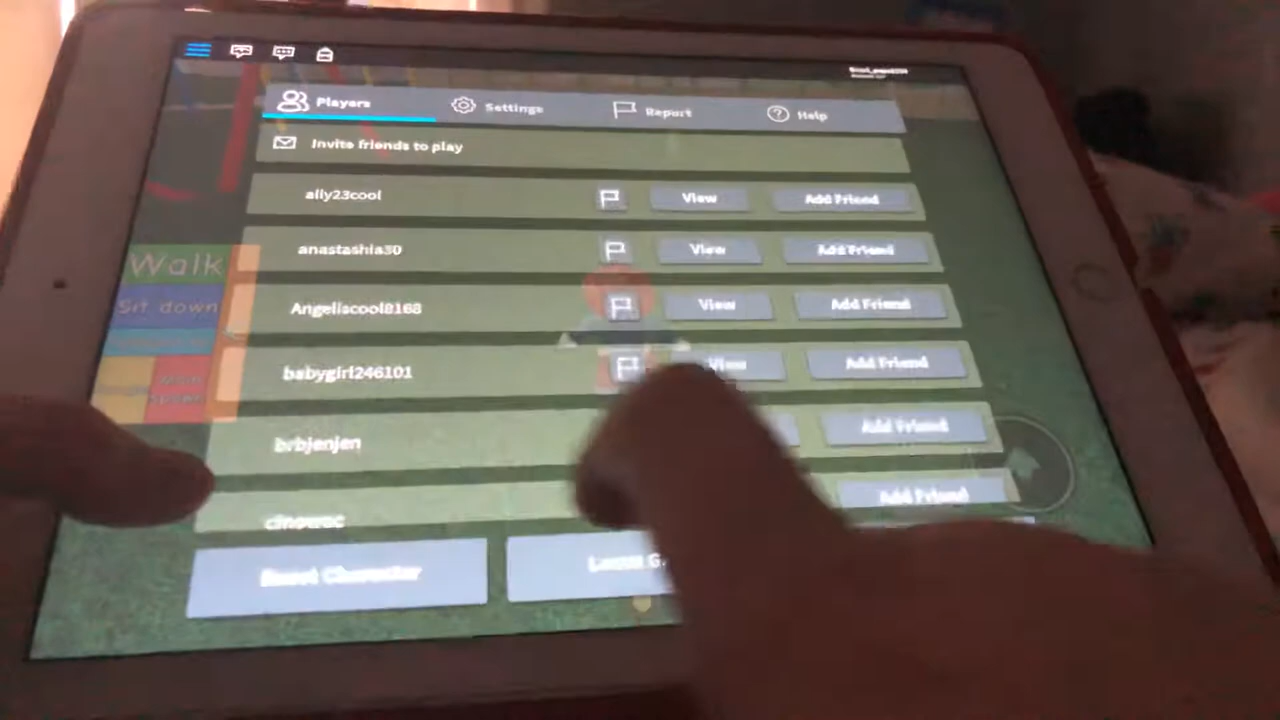 Players Settings Report Help
Invite friends to play
ally23cool View Add Friend
anastashia30 View Add Friend
Angeliscool8168 View Add Friend
babygirl246101 View Add Friend
brbjenjen Add Friend
Add Friend
Reset Character
Walk
Sit down